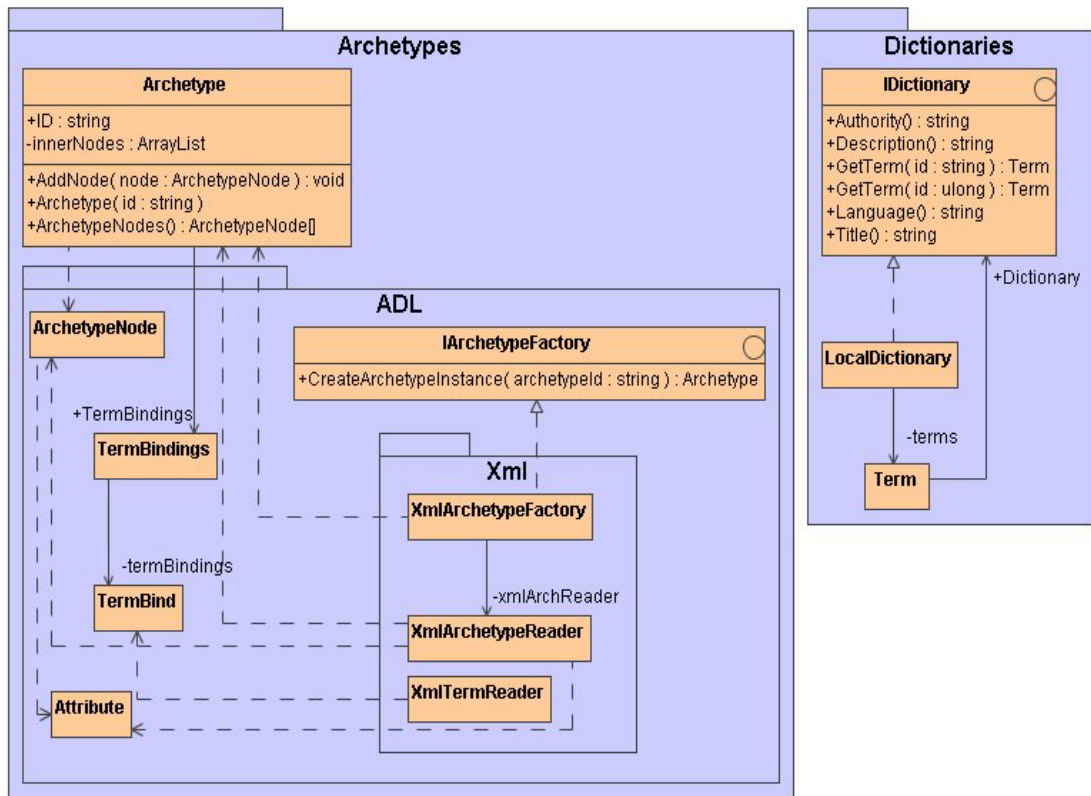 Archetypes
Archetype
+ID : string
-innerNodes : ArrayList
+AddNode( node : ArchetypeNode ) : void
+Archetype( id : string )
+ArchetypeNodes() : ArchetypeNode[]
ADL
ArchetypeNode
IArchetypeFactory
+CreateArchetypeInstance( archetypeId : string ) : Archetype
+TermBindings
TermBindings
Xml
XmlArchetypeFactory
-termBindings
TermBind
-xmlArchReader
XmlArchetypeReader
XmlTermReader
Attribute
Dictionaries
IDictionary
+Authority() : string
+Description() : string
+GetTerm( id : string ) : Term
+GetTerm( id : ulong ) : Term
+Language() : string
+Title() : string
+Dictionary
LocalDictionary
-terms
Term